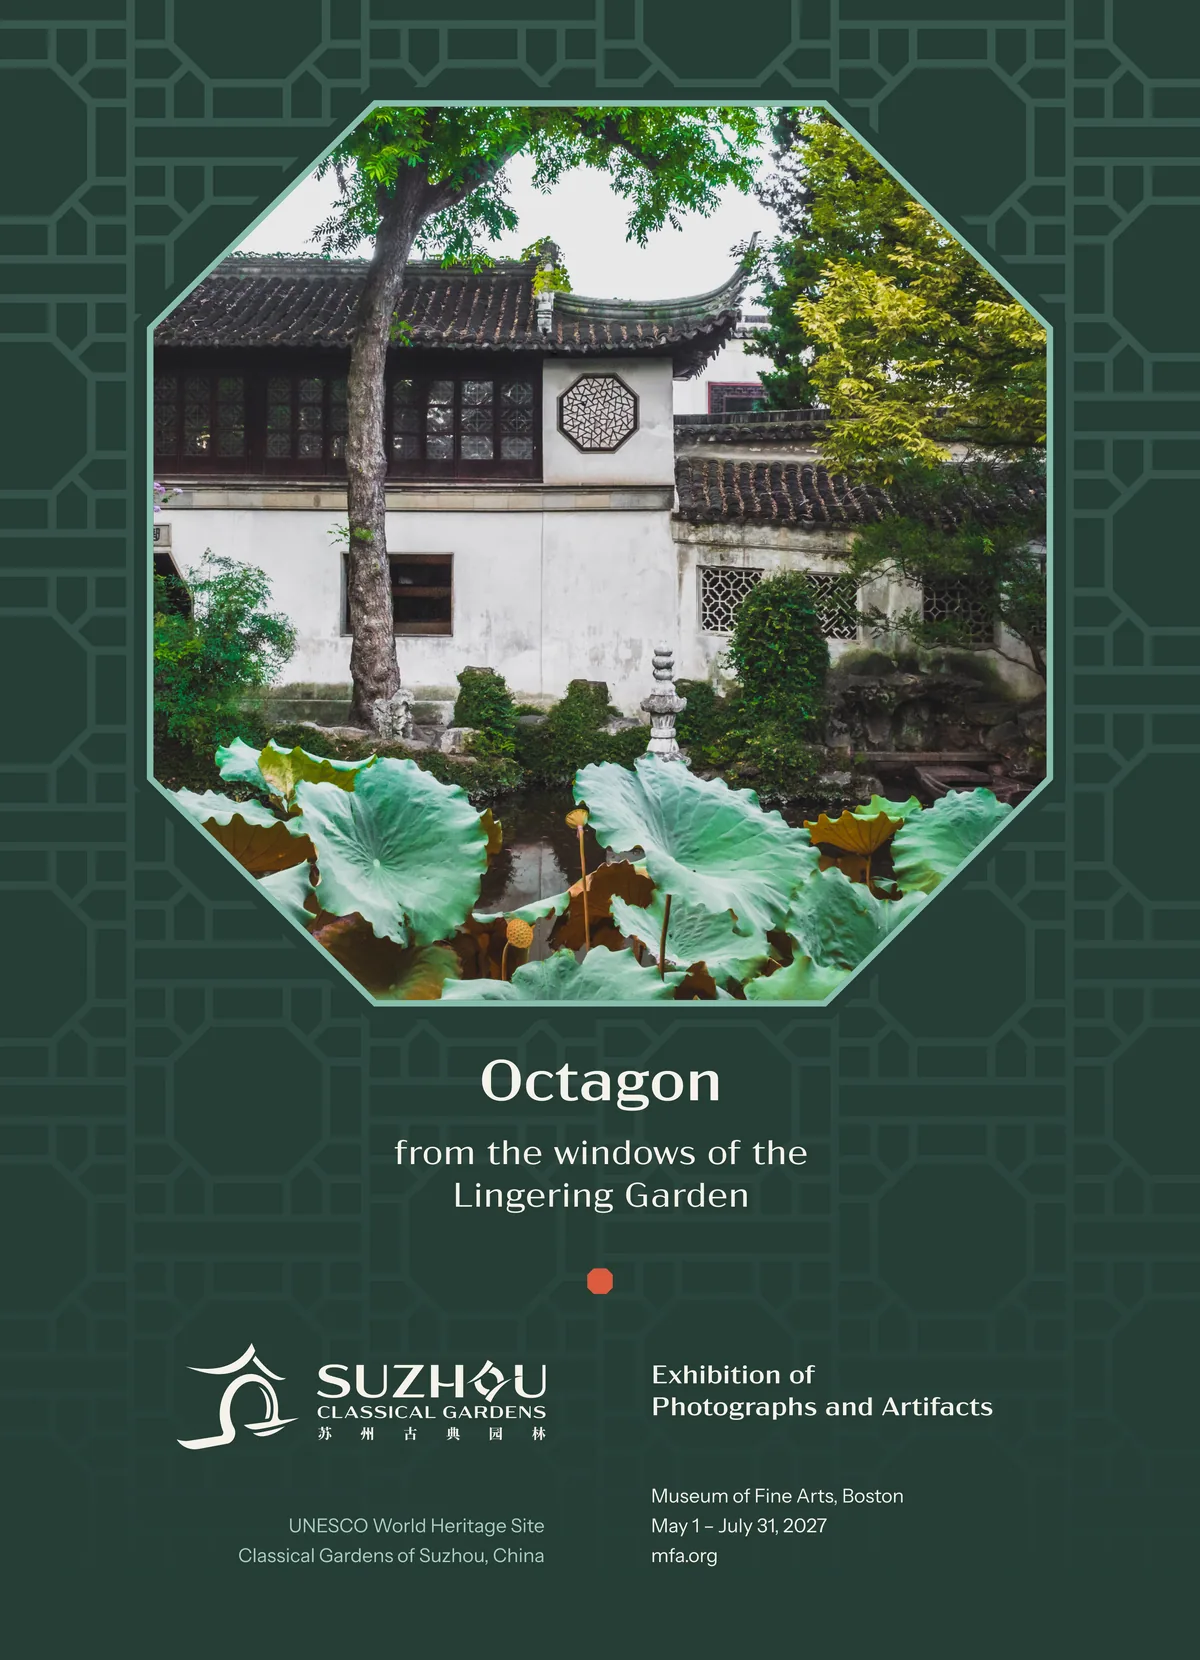 Octagon
from the windows of the
Lingering Garden
SUZHOU
CLASSICAL GARDENS
苏州古典园林
UNESCO World Heritage Site
Classical Gardens of Suzhou, China
Exhibition of
Photographs and Artifacts
Museum of Fine Arts, Boston
May 1 – July 31, 2027
mfa.org